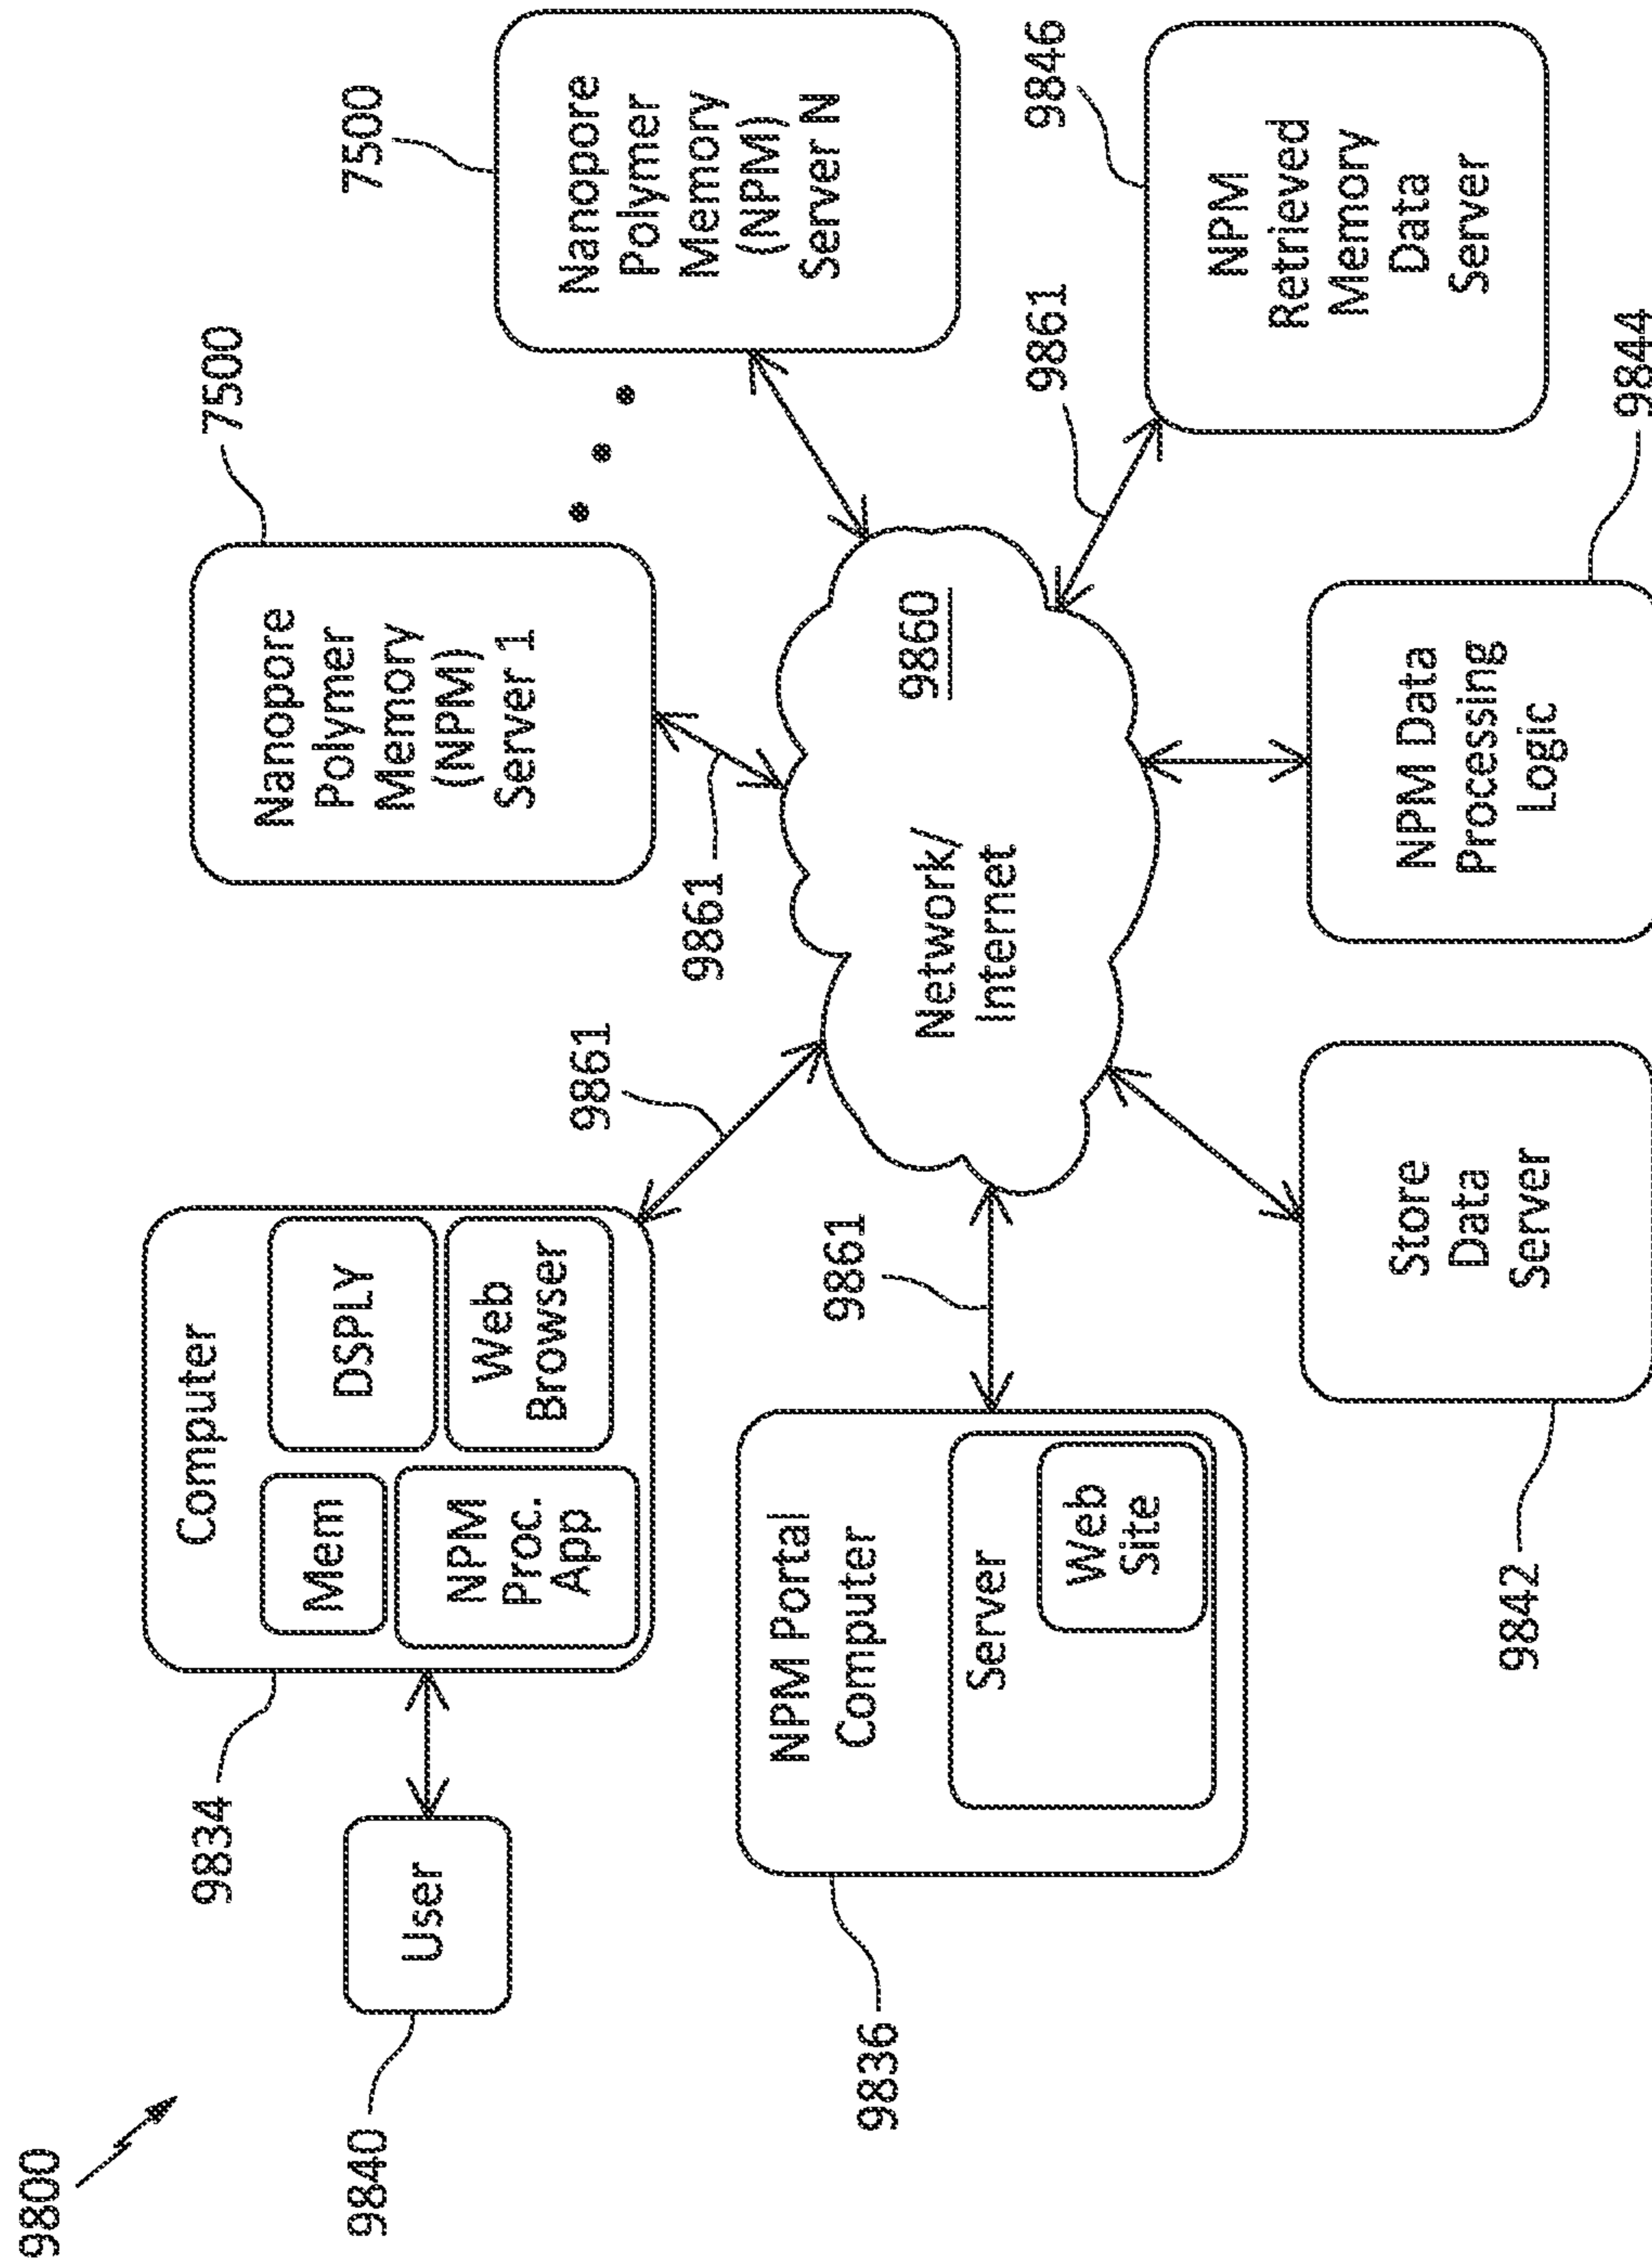 9800
9840
User
9834
Computer
Mem
DSPLY
NPM
Proc.
App
Web
Browser
9861
7500
Nanopore
Polymer
Memory
(NPM)
Server 1
9861
7500
Nanopore
Polymer
Memory
(NPM)
Server N
9836
NPM Portal
Computer
Server
Web
Site
9861
Network/
Internet
9860
9861
9846
NPM
Retrieved
Memory
Data
Server
9842
Store
Data
Server
NPM Data
Processing
Logic
9844